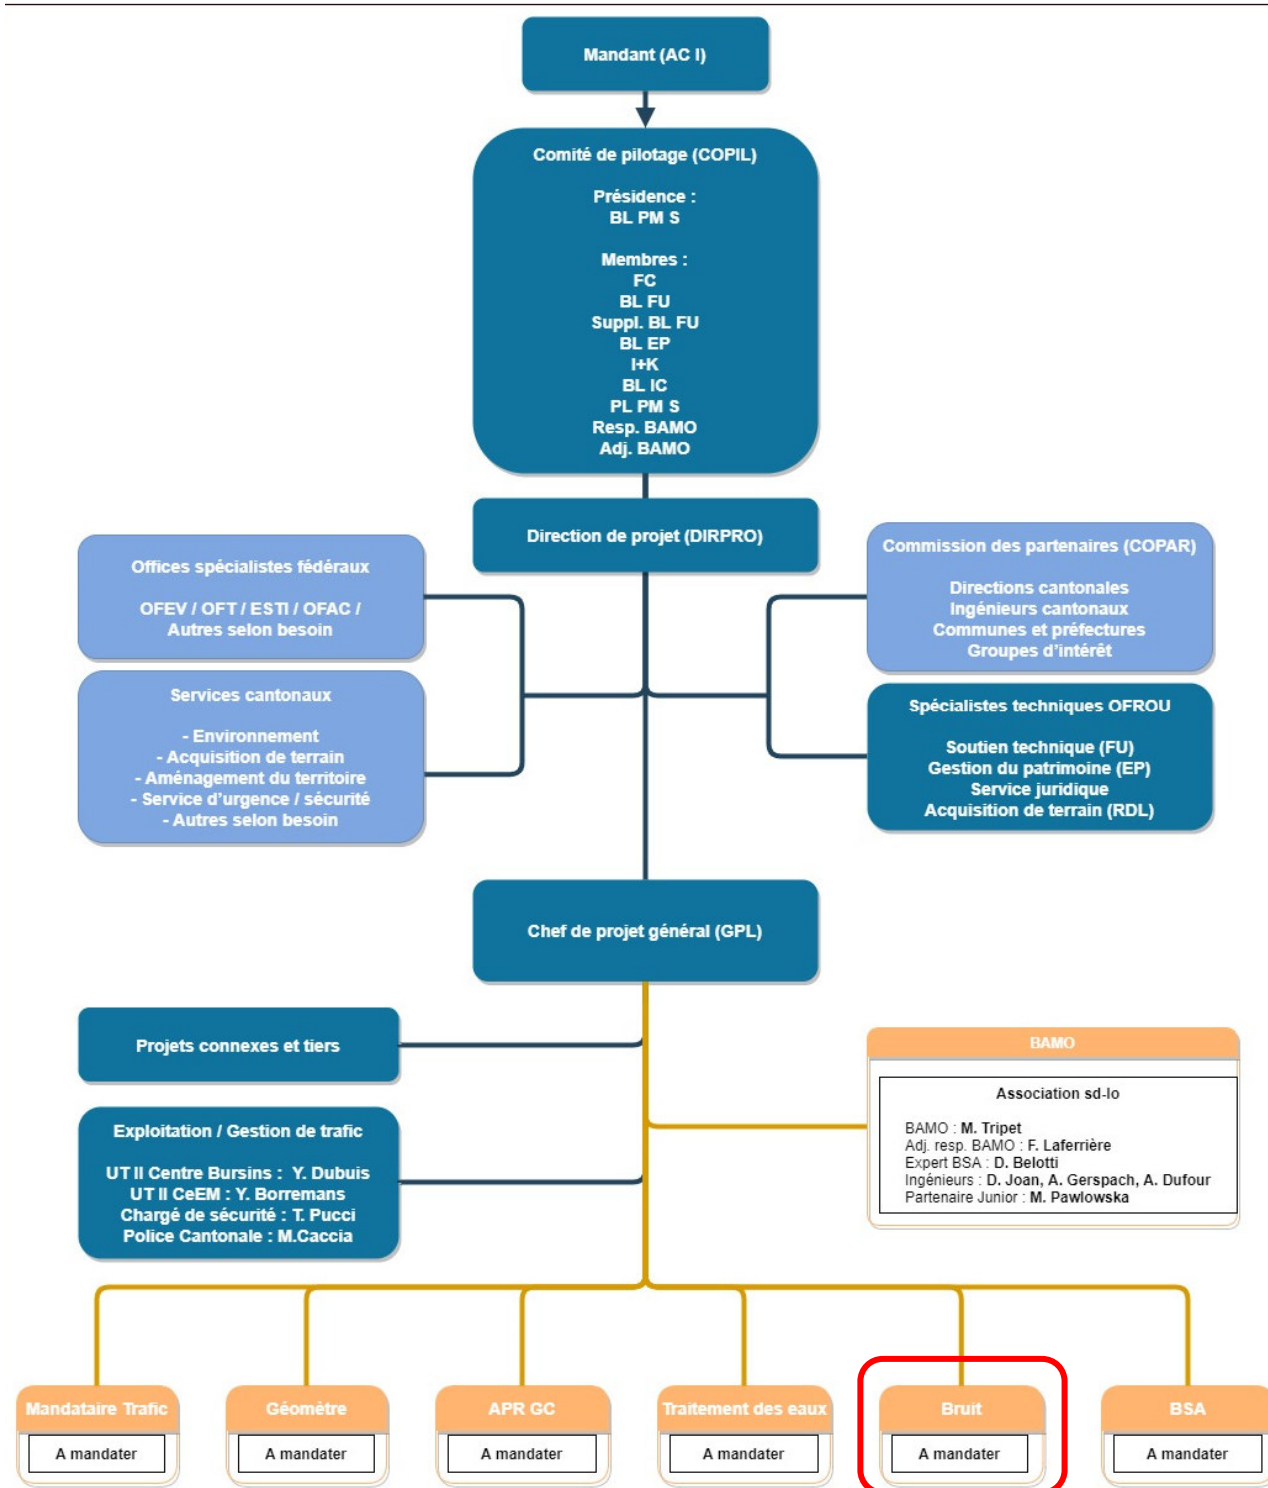 Mandant (AC I)
Comité de pilotage (COPIL)
Présidence :
BL PM S
Membres :
FC
BL FU
Suppl. BL FU
BL EP
I+K
BL IC
PL PM S
Resp. BAMO
Adj. BAMO
Direction de projet (DIRPRO)
Offices spécialistes fédéraux
OFEV / OFT / ESTI / OFAC /
Autres selon besoin
Commission des partenaires (COPAR)
Directions cantonales
Ingénieurs cantonaux
Communes et préfectures
Groupes d'intérêt
Services cantonaux
- Environnement
- Acquisition de terrain
- Aménagement du territoire
- Service d'urgence / sécurité
- Autres selon besoin
Spécialistes techniques OFROU
Soutien technique (FU)
Gestion du patrimoine (EP)
Service juridique
Acquisition de terrain (RDL)
Chef de projet général (GPL)
Projets connexes et tiers
BAMO
Association sd-lo
BAMO : M. Tripet
Adj. resp. BAMO : F. Laferrière
Expert BSA : D. Belotti
Ingénieurs : D. Joan, A. Gerspach, A. Dufour
Partenaire Junior : M. Pawlowska
Exploitation / Gestion de trafic
UT II Centre Bursins : Y. Dubuis
UT II CeEM : Y. Borremans
Chargé de sécurité : T. Pucci
Police Cantonale : M.Caccia
Mandataire Trafic
A mandater
Géomètre
A mandater
APR GC
A mandater
Traitement des eaux
A mandater
Bruit
A mandater
BSA
A mandater